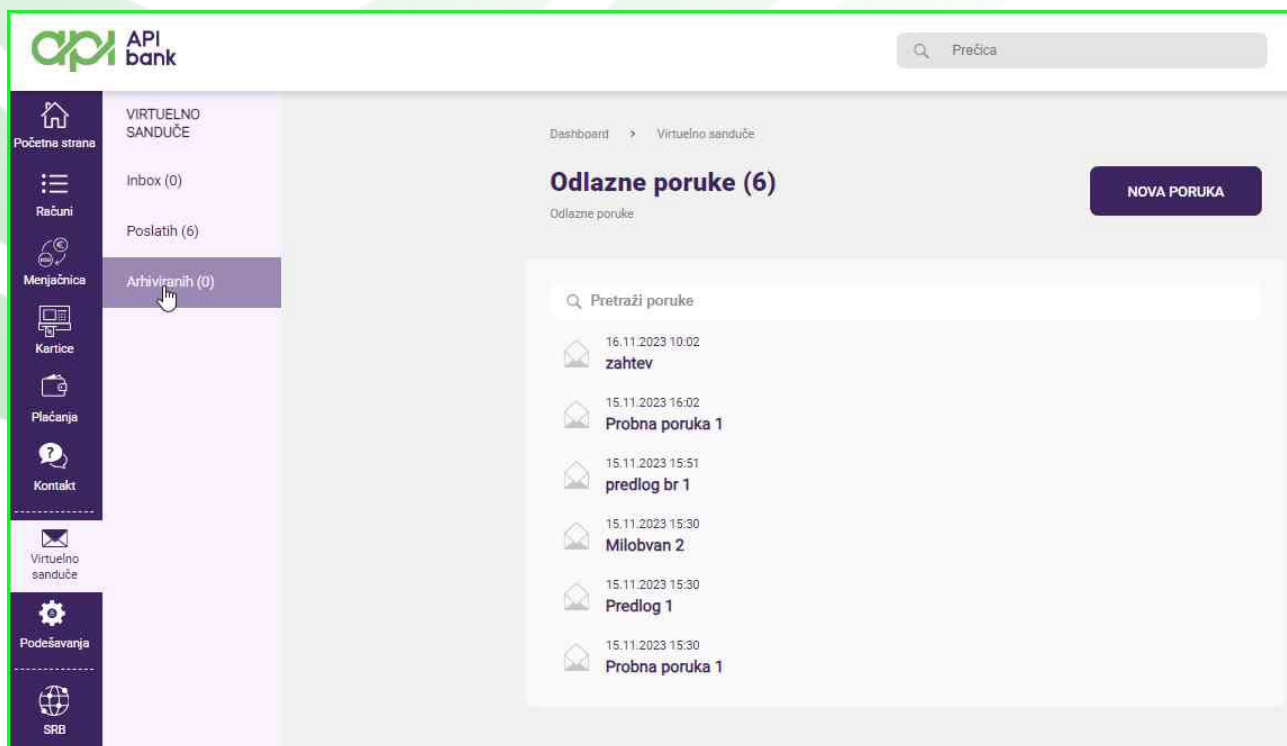 api API
bank
Prečica
Početna strana
Računi
Menjačnica
Kartice
Plaćanja
Kontakt
Virtuelno
sanduče
Podešavanja
SRB
VIRTUELNO
SANDUČE
Inbox (0)
Poslatih (6)
Arhiviranih (0)
Dashboard > Virtuelno sanduče
Odlazne poruke (6)
Odlazne poruke
NOVA PORUKA
Pretraži poruke
16.11.2023 10:02
zahtev
15.11.2023 16:02
Probna poruka 1
15.11.2023 15:51
predlog br 1
15.11.2023 15:30
Milobvan 2
15.11.2023 15:30
Predlog 1
15.11.2023 15:30
Probna poruka 1